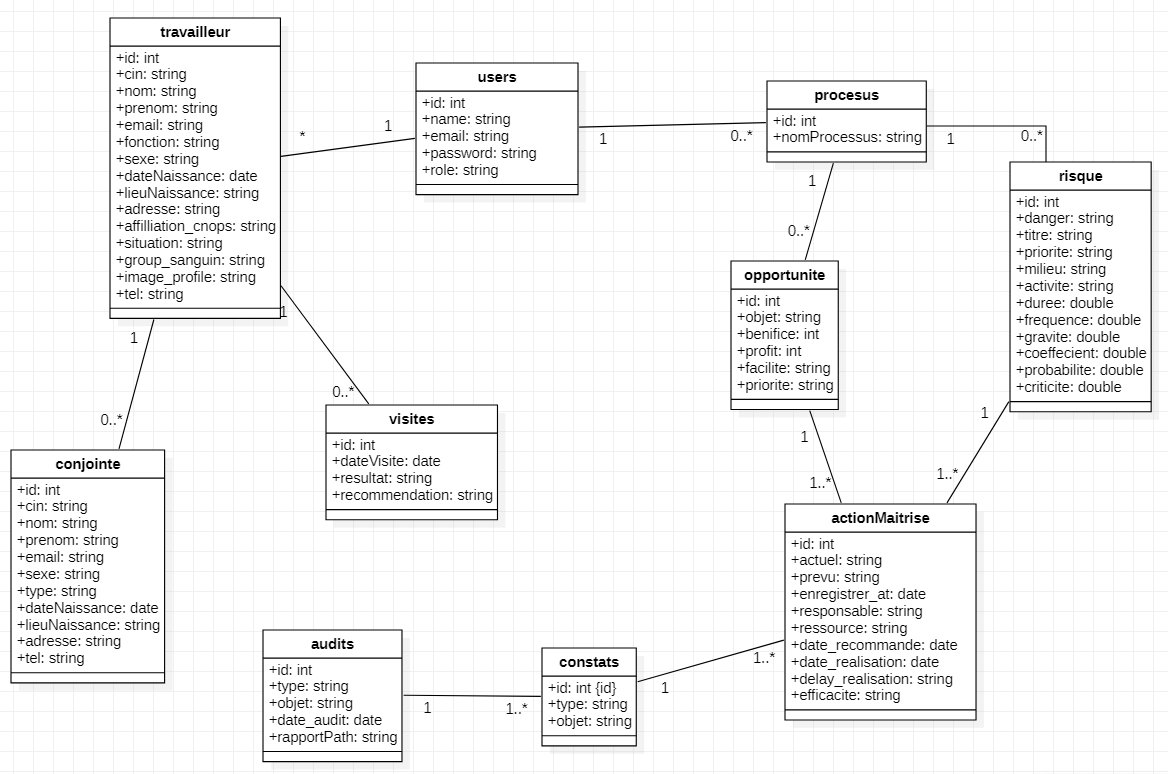 travailleur
+id: int
+cin: string
+nom: string
+prenom: string
+email: string
+fonction: string
+sexe: string
+dateNaissance: date
+lieuNaissance: string
+adresse: string
+affilliation_cnops: string
+situation: string
+group_sanguin: string
+image_profile: string
+tel: string
*
1
users
+id: int
+name: string
+email: string
+password: string
+role: string
1
0..*
procesus
+id: int
+nomProcessus: string
1
0..*
risque
+id: int
+danger: string
+titre: string
+priorite: string
+milieu: string
+activite: string
+duree: double
+frequence: double
+gravite: double
+coeffecient: double
+probabilite: double
+criticite: double
1
0..*
opportunite
+id: int
+objet: string
+benifice: int
+profit: int
+facilite: string
+priorite: string
1
0..*
1
0..*
visites
+id: int
+dateVisite: date
+resultat: string
+recommendation: string
conjointe
+id: int
+cin: string
+nom: string
+prenom: string
+email: string
+sexe: string
+type: string
+dateNaissance: date
+lieuNaissance: string
+adresse: string
+tel: string
1
1..*
1
1..*
actionMaitrise
+id: int
+actuel: string
+prevu: string
+enregistrer_at: date
+responsable: string
+ressource: string
+date_recommande: date
+date_realisation: date
+delay_realisation: string
+efficacite: string
audits
+id: int
+type: string
+objet: string
+date_audit: date
+rapportPath: string
1
1..*
constats
+id: int {id}
+type: string
+objet: string
1
1..*